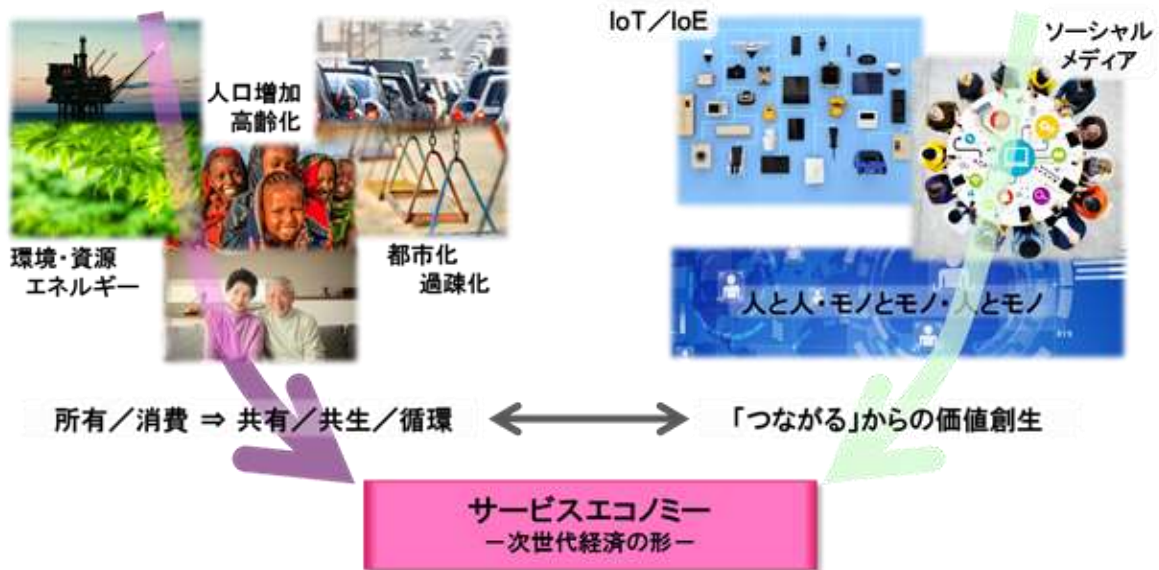 人口増加
高齢化
環境・資源
エネルギー
都市化
過疎化
IoT／IoE
ソーシャル
メディア
人と人・モノとモノ・人とモノ
所有／消費 ⇒ 共有／共生／循環
「つながる」からの価値創生
サービスエコノミー
－次世代経済の形－